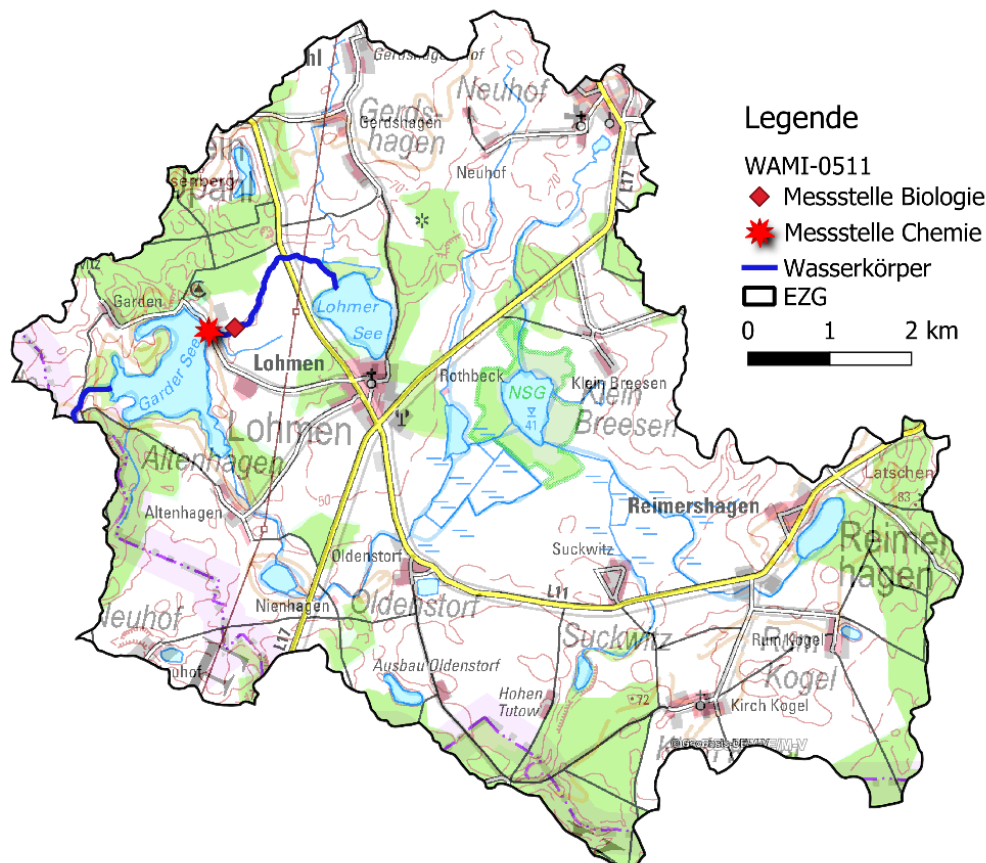 Legende
WAMI-0511
Messstelle Biologie
Messstelle Chemie
Wasserkörper
EZG
0 1 2 km
Neuhof
Gerds-
hagen
Gerdshagen
Neuhof
L17
Garden
Lohmer
See
Garder See
Lohmen
Rothbeck
NSG
41
Klein Breesen
Klein
Breesen
Lohmen
Altenhagen
Altenhagen
50
Reimershagen
Latschen
83
Oldenstorf
Suckwitz
Nienhagen
Oldenstorf
L11
Suckwitz
Neuhof
L17
Ausbau Oldenstorf
Hohen
Tutow
72
Rum Kogel
Kogel
Kirch Kogel